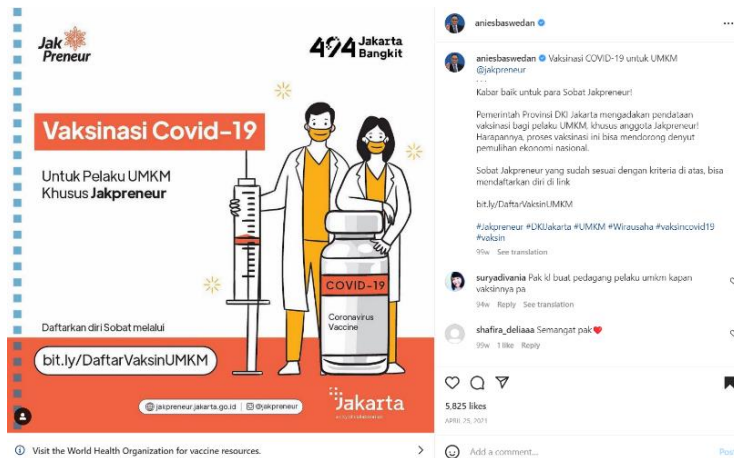 Jak
Preneur
494 Jakarta
Bangkit
Vaksinasi Covid-19
Untuk Pelaku UMKM
Khusus Jakpreneur
COVID-19
Coronavirus
Vaccine
Daftarkan diri Sobat melalui
bit.ly/DaftarVaksinUMKM
jakpreneur.jakarta.go.id | @jakpreneur
Jakarta
Visit the World Health Organization for vaccine resources.
aniesbaswedan
aniesbaswedan Vaksinasi COVID-19 untuk UMKM
@jakpreneur
. . .
Kabar baik untuk para Sobat Jakpreneur!
Pemerintah Provinsi DKI Jakarta mengadakan pendataan
vaksinasi bagi pelaku UMKM, khusus anggota Jakpreneur!
Harapannya, proses vaksinasi ini bisa mendorong denyut
pemulihan ekonomi nasional.
Sobat Jakpreneur yang sudah sesuai dengan kriteria di atas, bisa
mendaftarkan diri di link
bit.ly/DaftarVaksinUMKM
#Jakpreneur #DKIJakarta #UMKM #Wirausaha #vaksincovid19
#vaksin
99w See translation
suryadivania Pak kl buat pedagang pelaku umkm kapan
vaksinnya pa
94w Reply See translation
shafira_deliaaa Semangat pak❤️
99w 1 like Reply
5,825 likes
APRIL 25, 2021
Add a comment...
Post